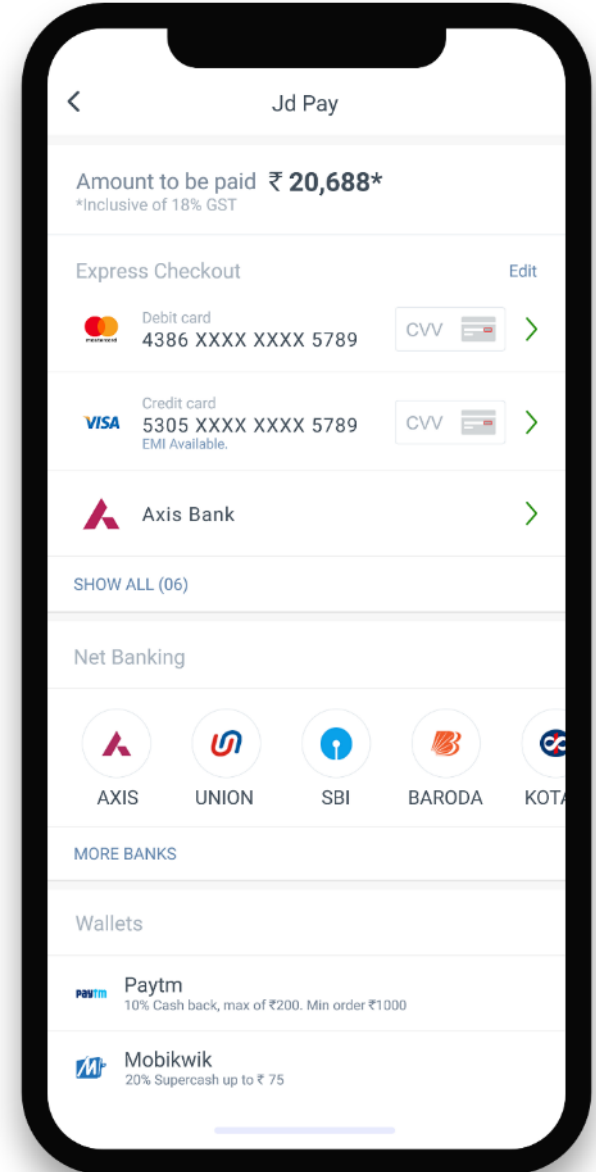 Jd Pay
Amount to be paid ₹ 20,688*
*Inclusive of 18% GST
Express Checkout Edit
Debit card
4386 XXXX XXXX 5789 CVV
mastercard
Credit card
VISA 5305 XXXX XXXX 5789 CVV
EMI Available.
Axis Bank
SHOW ALL (06)
Net Banking
AXIS UNION SBI BARODA KOTA
MORE BANKS
Wallets
Paytm Paytm
10% Cash back, max of ₹200. Min order ₹1000
Mobikwik
20% Supercash up to ₹ 75